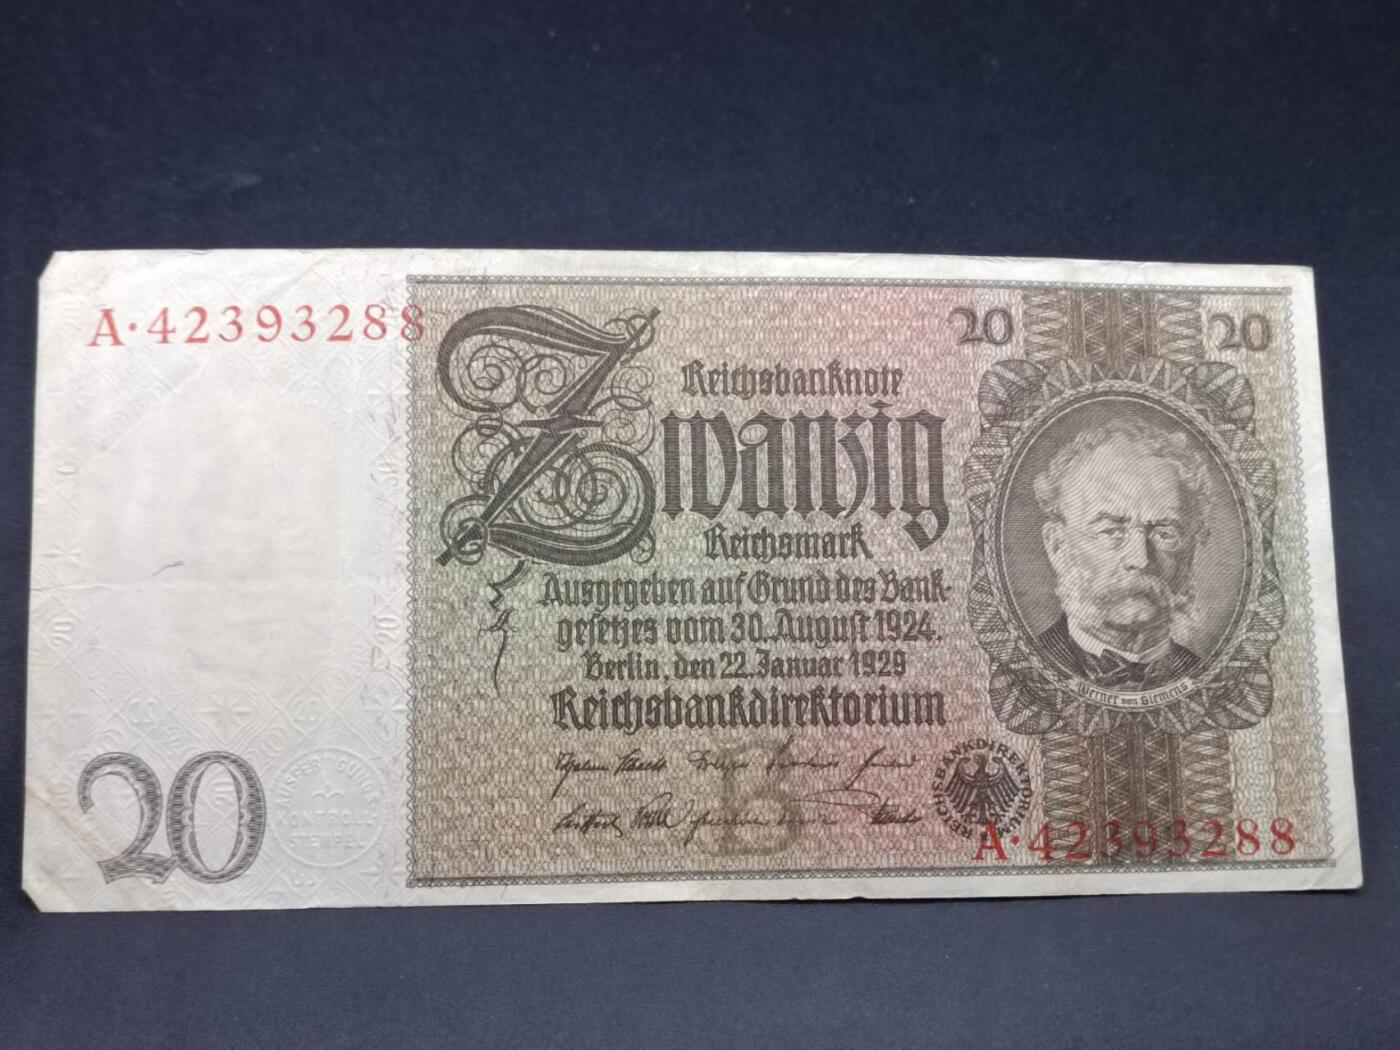 A·42393288
20 20
Reichsbanknote
Zwanzig
Reichsmark
Ausgegeben auf Grund des Bank-
gesetzes vom 30. August 1924.
Berlin, den 22. Januar 1929
Reichsbankdirektorium
Werner von Siemens
REICHSBANKDIREKTORIUM
B
20
AUSFERTIGUNGS
KONTROLL
STEMPEL
A·42393288